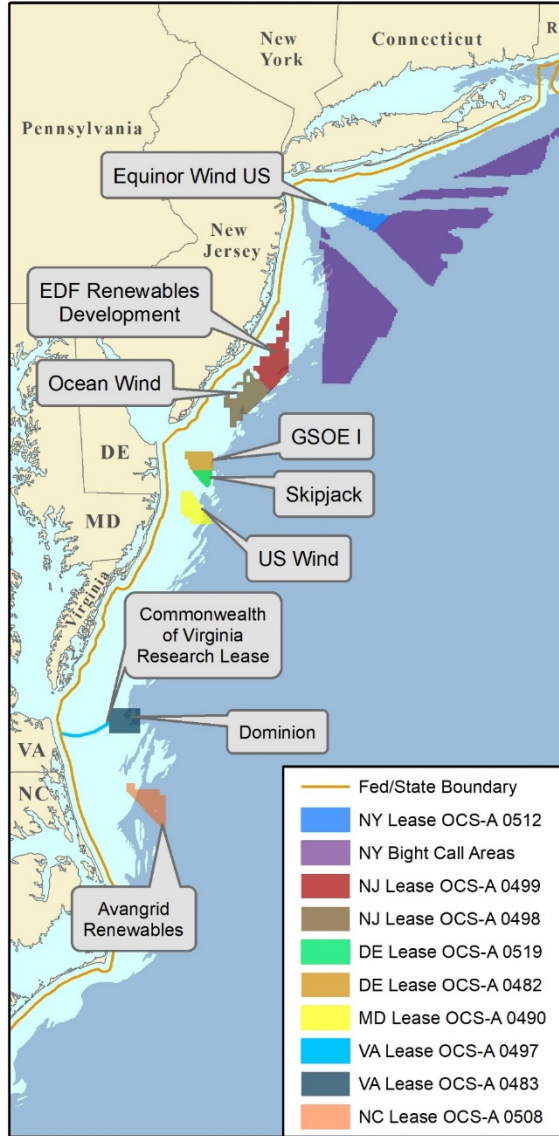 New
York
Connecticut
R
Pennsylvania
Equinor Wind US
New
Jersey
EDF Renewables
Development
Ocean Wind
GSOE I
DE
Skipjack
MD
US Wind
Virginia
Commonwealth
of Virginia
Research Lease
Dominion
VA
NC
Avangrid
Renewables
Fed/State Boundary
NY Lease OCS-A 0512
NY Bight Call Areas
NJ Lease OCS-A 0499
NJ Lease OCS-A 0498
DE Lease OCS-A 0519
DE Lease OCS-A 0482
MD Lease OCS-A 0490
VA Lease OCS-A 0497
VA Lease OCS-A 0483
NC Lease OCS-A 0508